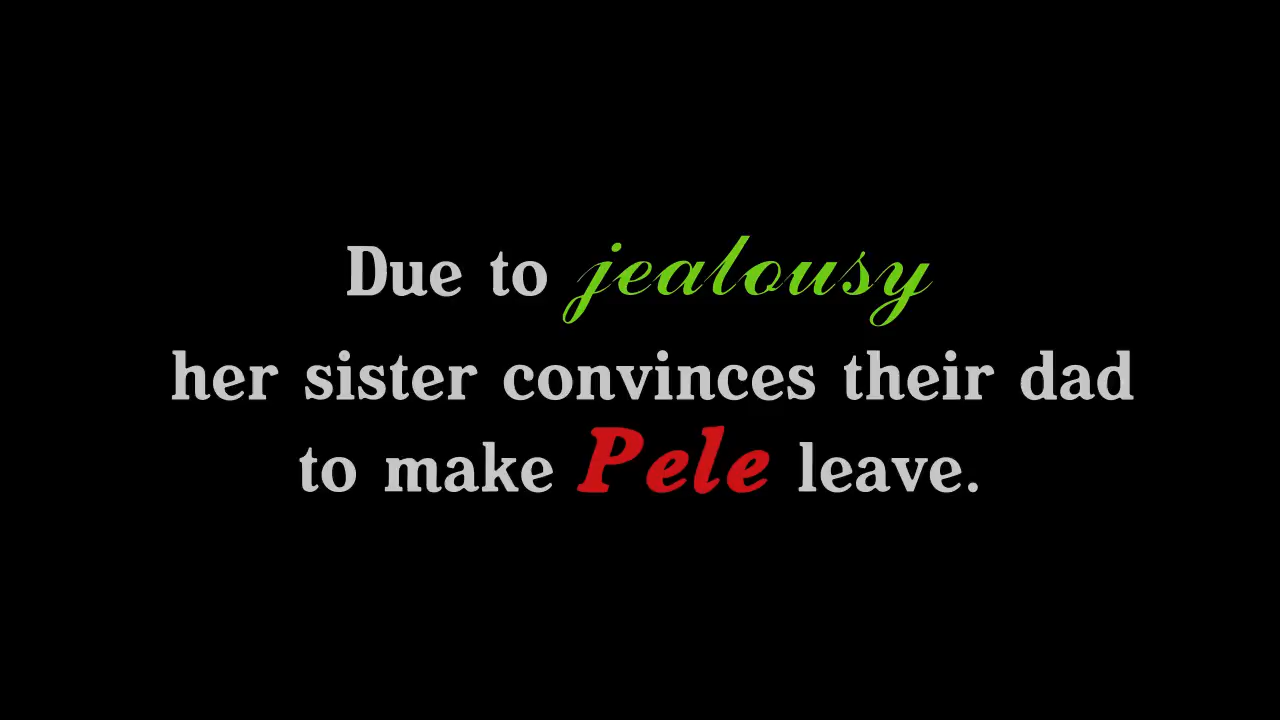 Due to jealousy
her sister convinces their dad
to make Pele leave.